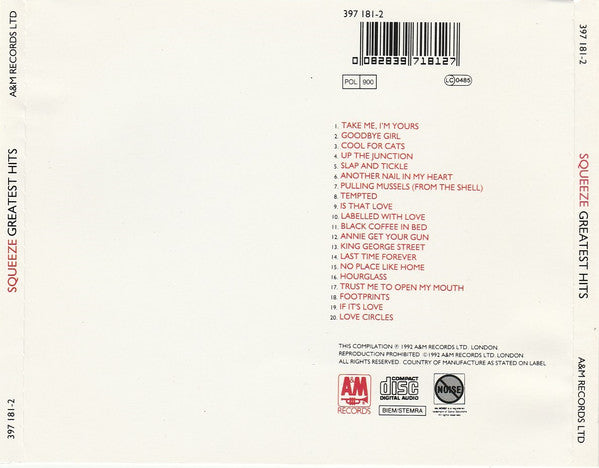 A&M RECORDS LTD
SQUEEZE GREATEST HITS
397 181-2
397 181-2
0 082839 718127
POL 900
LC 0485
1. TAKE ME, I'M YOURS
2. GOODBYE GIRL
3. COOL FOR CATS
4. UP THE JUNCTION
5. SLAP AND TICKLE
6. ANOTHER NAIL IN MY HEART
7. PULLING MUSSELS (FROM THE SHELL)
8. TEMPTED
9. IS THAT LOVE
10. LABELLED WITH LOVE
11. BLACK COFFEE IN BED
12. ANNIE GET YOUR GUN
13. KING GEORGE STREET
14. LAST TIME FOREVER
15. NO PLACE LIKE HOME
16. HOURGLASS
17. TRUST ME TO OPEN MY MOUTH
18. FOOTPRINTS
19. IF IT'S LOVE
20. LOVE CIRCLES
THIS COMPILATION ℗ 1992 A&M RECORDS LTD. LONDON.
REPRODUCTION PROHIBITED ©1992 A&M RECORDS LTD. LONDON.
ALL RIGHTS RESERVED. COUNTRY OF MANUFACTURE AS STATED ON LABEL
A&M
RECORDS
COMPACT
disc
DIGITAL AUDIO
BIEM/STEMRA
NO NOISE
397 181-2
SQUEEZE GREATEST HITS
A&M RECORDS LTD